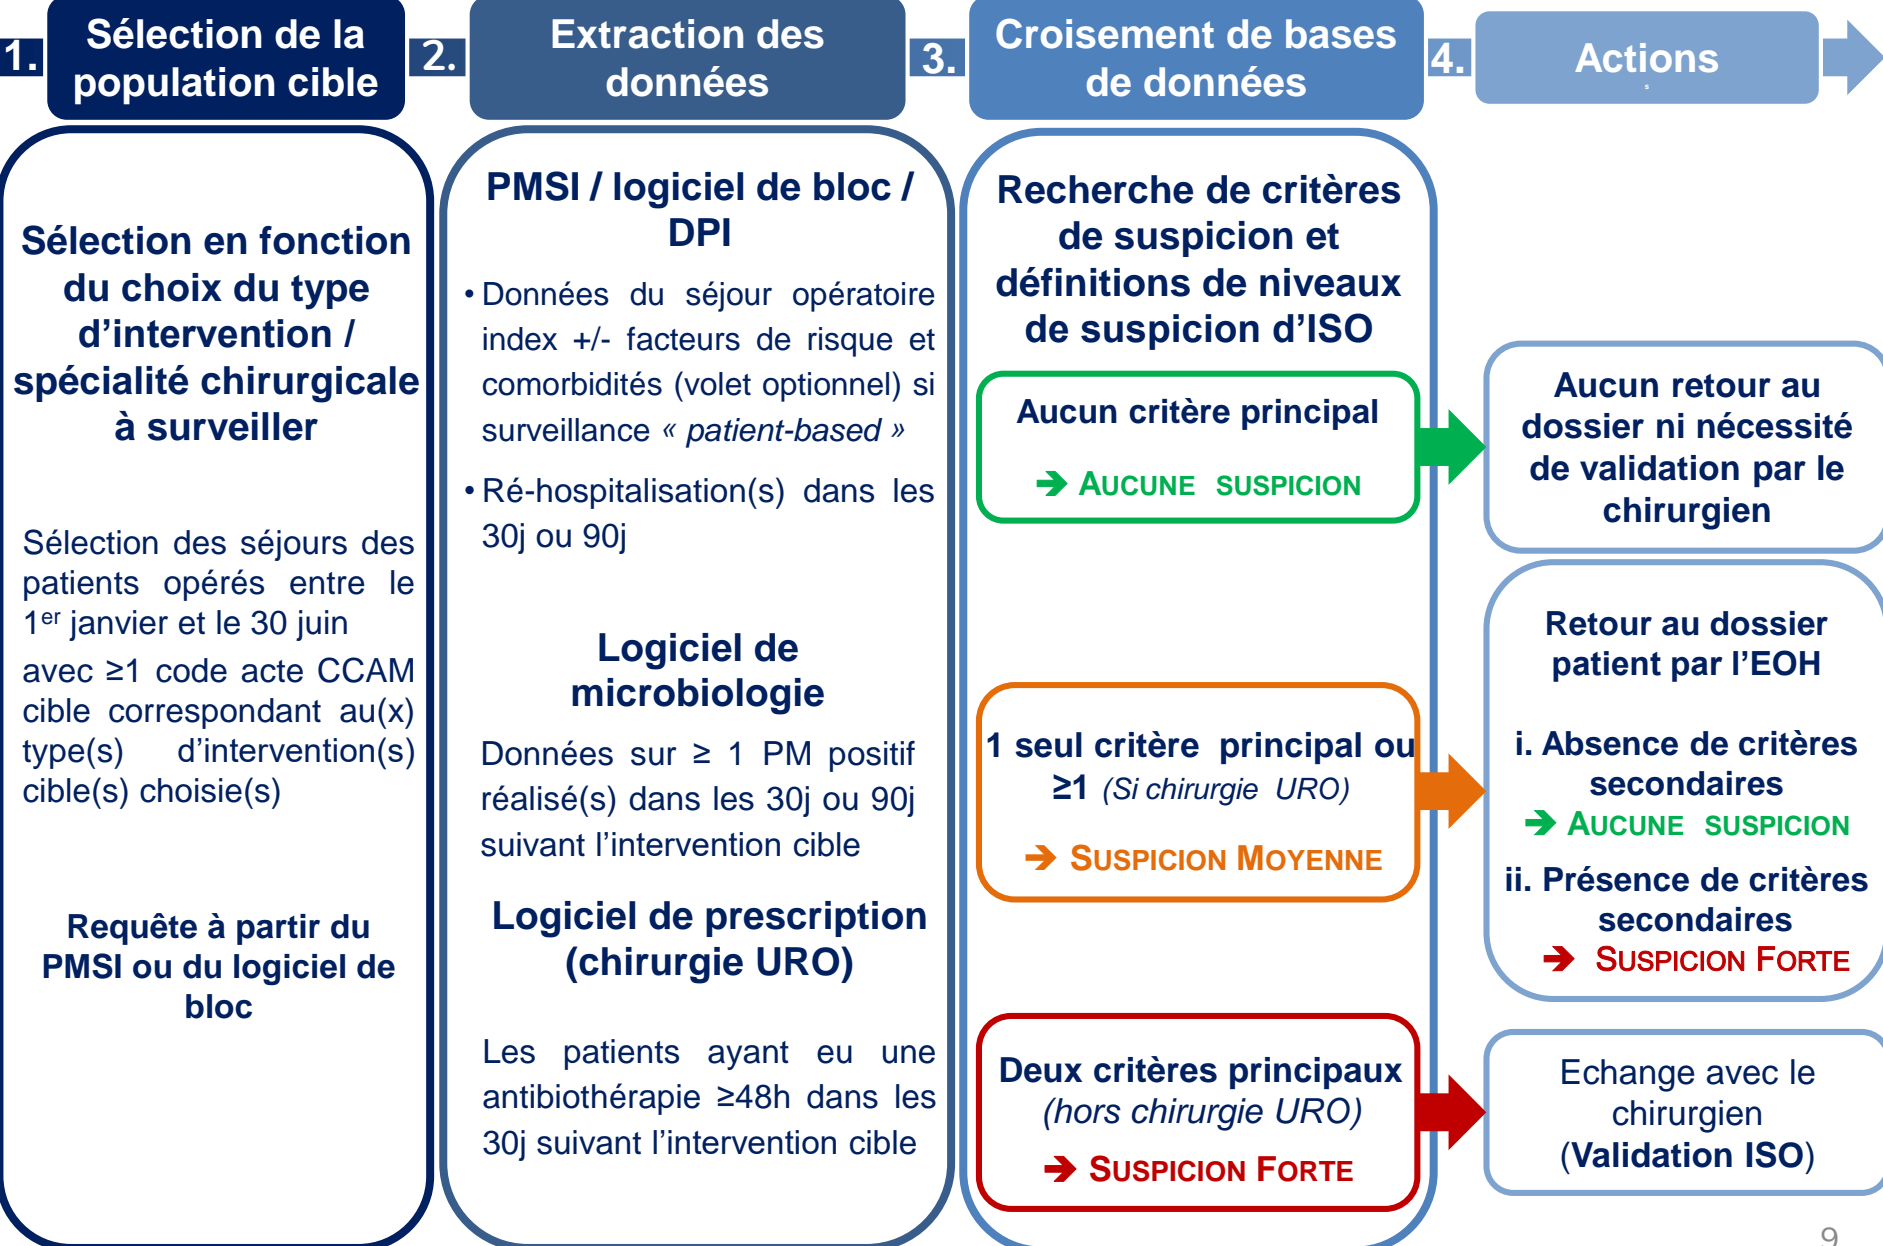 1.
Sélection de la
population cible
2.
Extraction des
données
3.
Croisement de bases
de données
4.
Actions
s
Sélection en fonction
du choix du type
d’intervention /
spécialité chirurgicale
à surveiller
Sélection des séjours des
patients opérés entre le
1er janvier et le 30 juin
avec ≥1 code acte CCAM
cible correspondant au(x)
type(s) d’intervention(s)
cible(s) choisie(s)
Requête à partir du
PMSI ou du logiciel de
bloc
PMSI / logiciel de bloc /
DPI
• Données du séjour opératoire
index +/- facteurs de risque et
comorbidités (volet optionnel) si
surveillance « patient-based »
• Ré-hospitalisation(s) dans les
30j ou 90j
Logiciel de
microbiologie
Données sur ≥ 1 PM positif
réalisé(s) dans les 30j ou 90j
suivant l’intervention cible
Logiciel de prescription
(chirurgie URO)
Les patients ayant eu une
antibiothérapie ≥48h dans les
30j suivant l’intervention cible
Recherche de critères
de suspicion et
définitions de niveaux
de suspicion d’ISO
Aucun critère principal
➔ AUCUNE SUSPICION
1 seul critère principal ou
≥1 (Si chirurgie URO)
➔ SUSPICION MOYENNE
Deux critères principaux
(hors chirurgie URO)
➔ SUSPICION FORTE
Aucun retour au
dossier ni nécessité
de validation par le
chirurgien
Retour au dossier
patient par l’EOH
i. Absence de critères
secondaires
➔ AUCUNE SUSPICION
ii. Présence de critères
secondaires
➔ SUSPICION FORTE
Echange avec le
chirurgien
(Validation ISO)
9